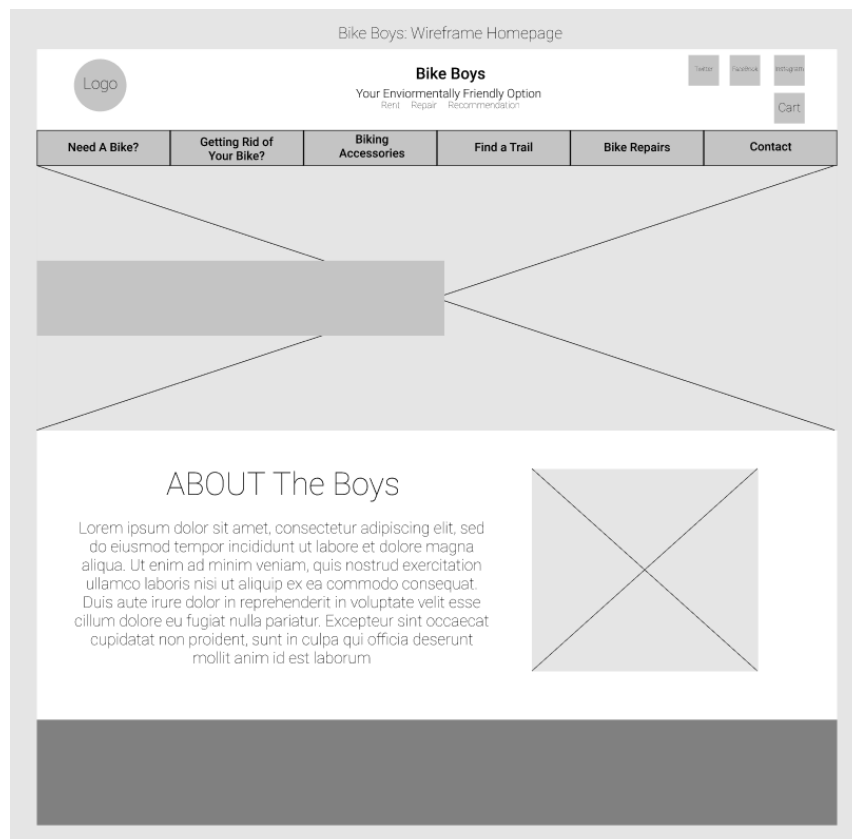 Bike Boys: Wireframe Homepage
Logo
Bike Boys
Your Enviormentally Friendly Option
Rent Repair Recommendation
Twitter
FaceBook
Instagram
Cart
Need A Bike?
Getting Rid of
Your Bike?
Biking
Accessories
Find a Trail
Bike Repairs
Contact
ABOUT The Boys
Lorem ipsum dolor sit amet, consectetur adipiscing elit, sed
do eiusmod tempor incididunt ut labore et dolore magna
aliqua. Ut enim ad minim veniam, quis nostrud exercitation
ullamco laboris nisi ut aliquip ex ea commodo consequat.
Duis aute irure dolor in reprehenderit in voluptate velit esse
cillum dolore eu fugiat nulla pariatur. Excepteur sint occaecat
cupidatat non proident, sunt in culpa qui officia deserunt
mollit anim id est laborum